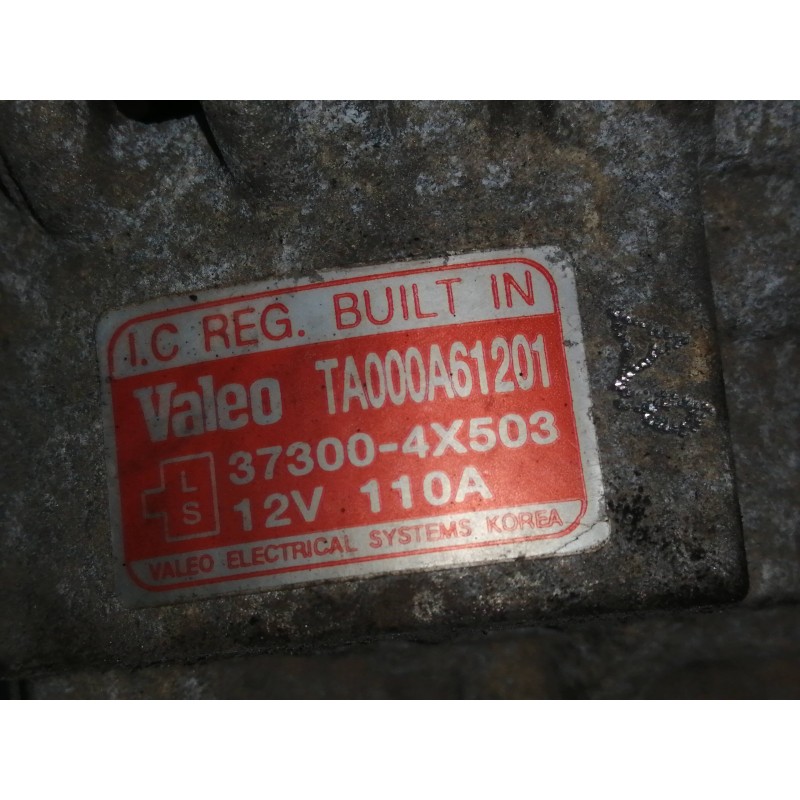 I.C REG. BUILT IN
Valeo TA000A61201
L 37300-4X503
S 12V 110A
VALEO ELECTRICAL SYSTEMS KOREA